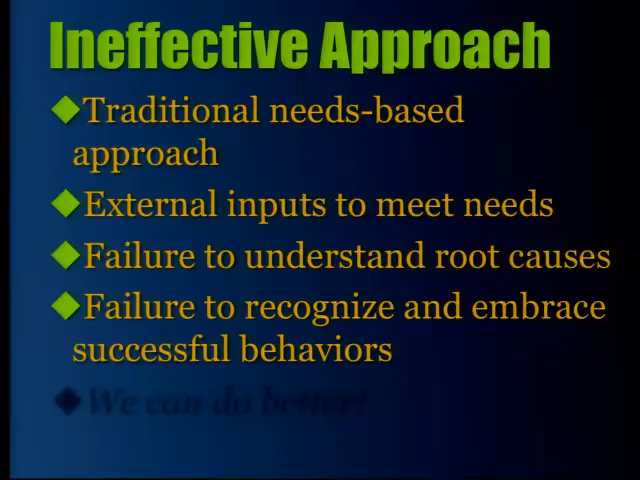 Ineffective Approach
Traditional needs-based
approach
External inputs to meet needs
Failure to understand root causes
Failure to recognize and embrace
successful behaviors
We can do better!